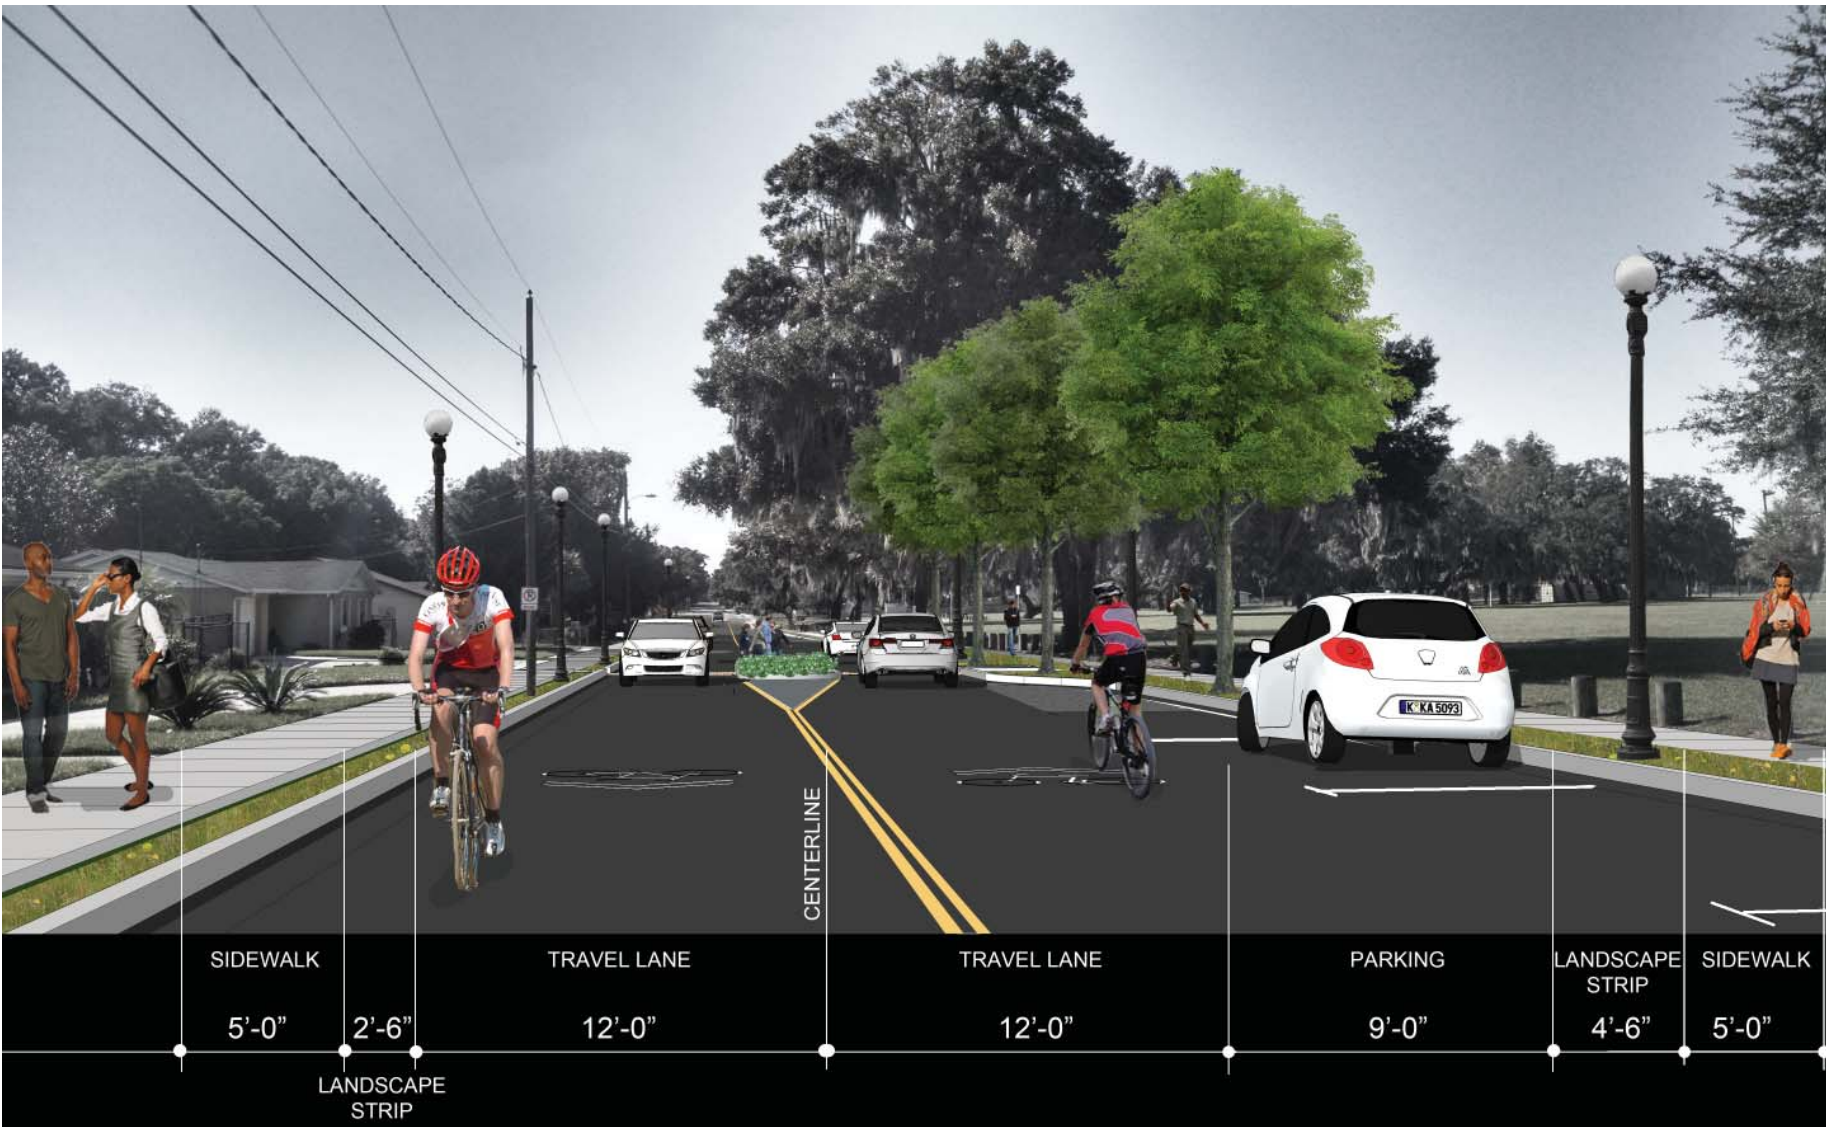 K KA 5093
CENTERLINE
SIDEWALK
TRAVEL LANE
TRAVEL LANE
PARKING
LANDSCAPE
STRIP
SIDEWALK
5’-0”
2’-6”
12’-0”
12’-0”
9’-0”
4’-6”
5’-0”
LANDSCAPE
STRIP